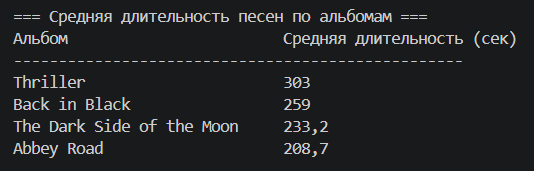 === Средняя длительность песен по альбомам ===
Альбом                        Средняя длительность (сек)
--------------------------------------------------
Thriller                      303
Back in Black                 259
The Dark Side of the Moon     233,2
Abbey Road                    208,7